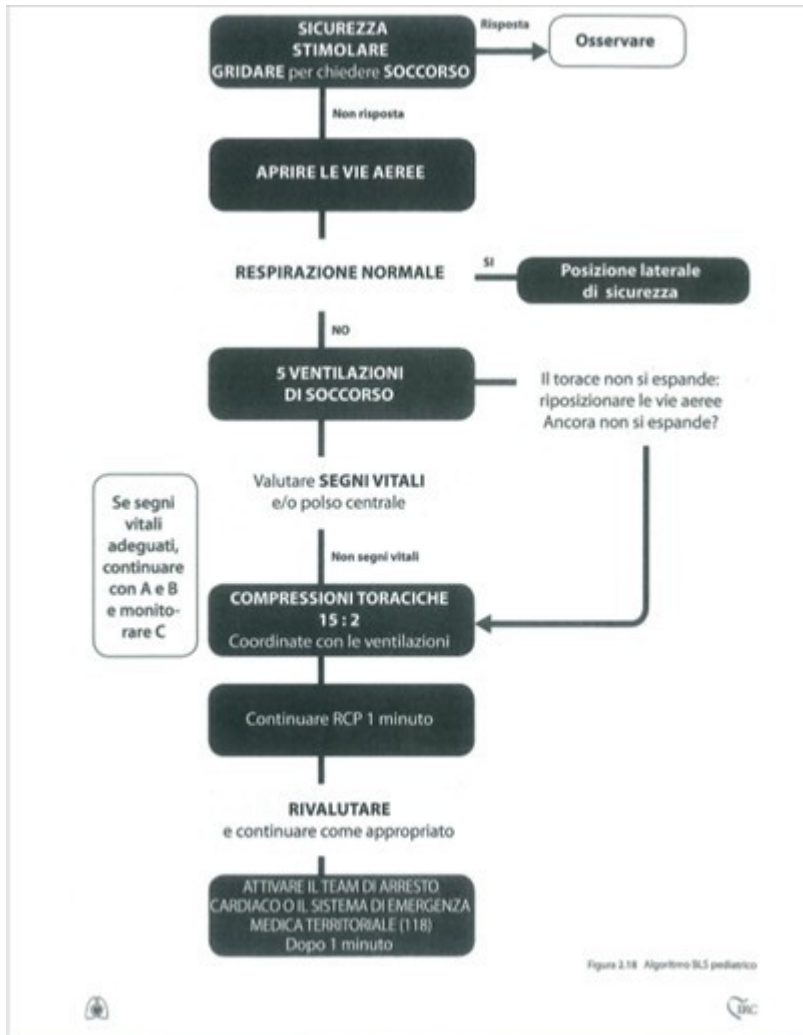 SICUREZZA
STIMOLARE
GRIDARE per chiedere SOCCORSO
Risposta
Osservare
Non risposta
APRIRE LE VIE AEREE
RESPIRAZIONE NORMALE
SI
Posizione laterale
di sicurezza
NO
5 VENTILAZIONI
DI SOCCORSO
Il torace non si espande:
riposizionare le vie aeree
Ancora non si espande?
Valutare SEGNI VITALI
e/o polso centrale
Se segni
vitali
adeguati,
continuare
con A e B
e monito-
rare C
Non segni vitali
COMPRESSIONI TORACICHE
15 : 2
Coordinate con le ventilazioni
Continuare RCP 1 minuto
RIVALUTARE
e continuare come appropriato
ATTIVARE IL TEAM DI ARRESTO
CARDIACO O IL SISTEMA DI EMERGENZA
MEDICA TERRITORIALE (118)
Dopo 1 minuto
Figura 2.18 Algoritmo BLS pediatrico
IRC